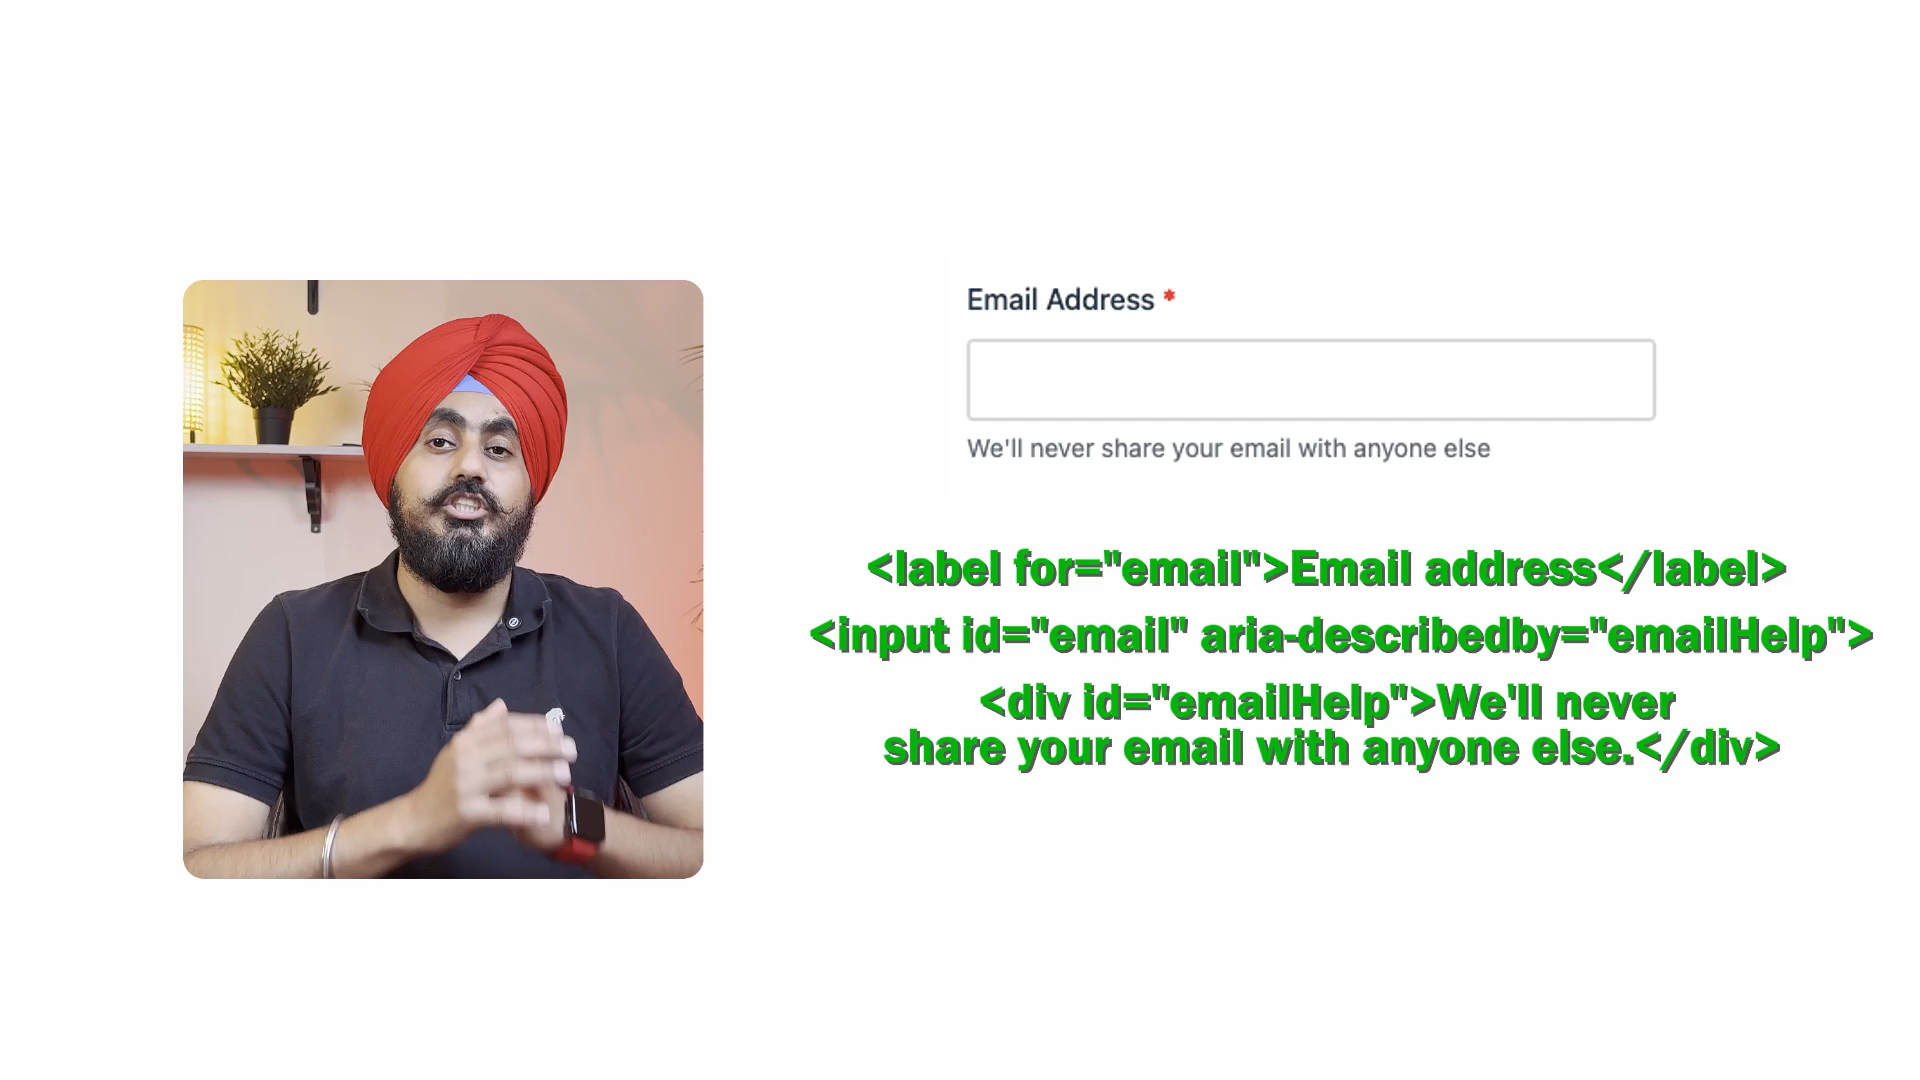 Email Address *
We'll never share your email with anyone else
<label for="email">Email address</label>
<input id="email" aria-describedby="emailHelp">
<div id="emailHelp">We'll never
share your email with anyone else.</div>